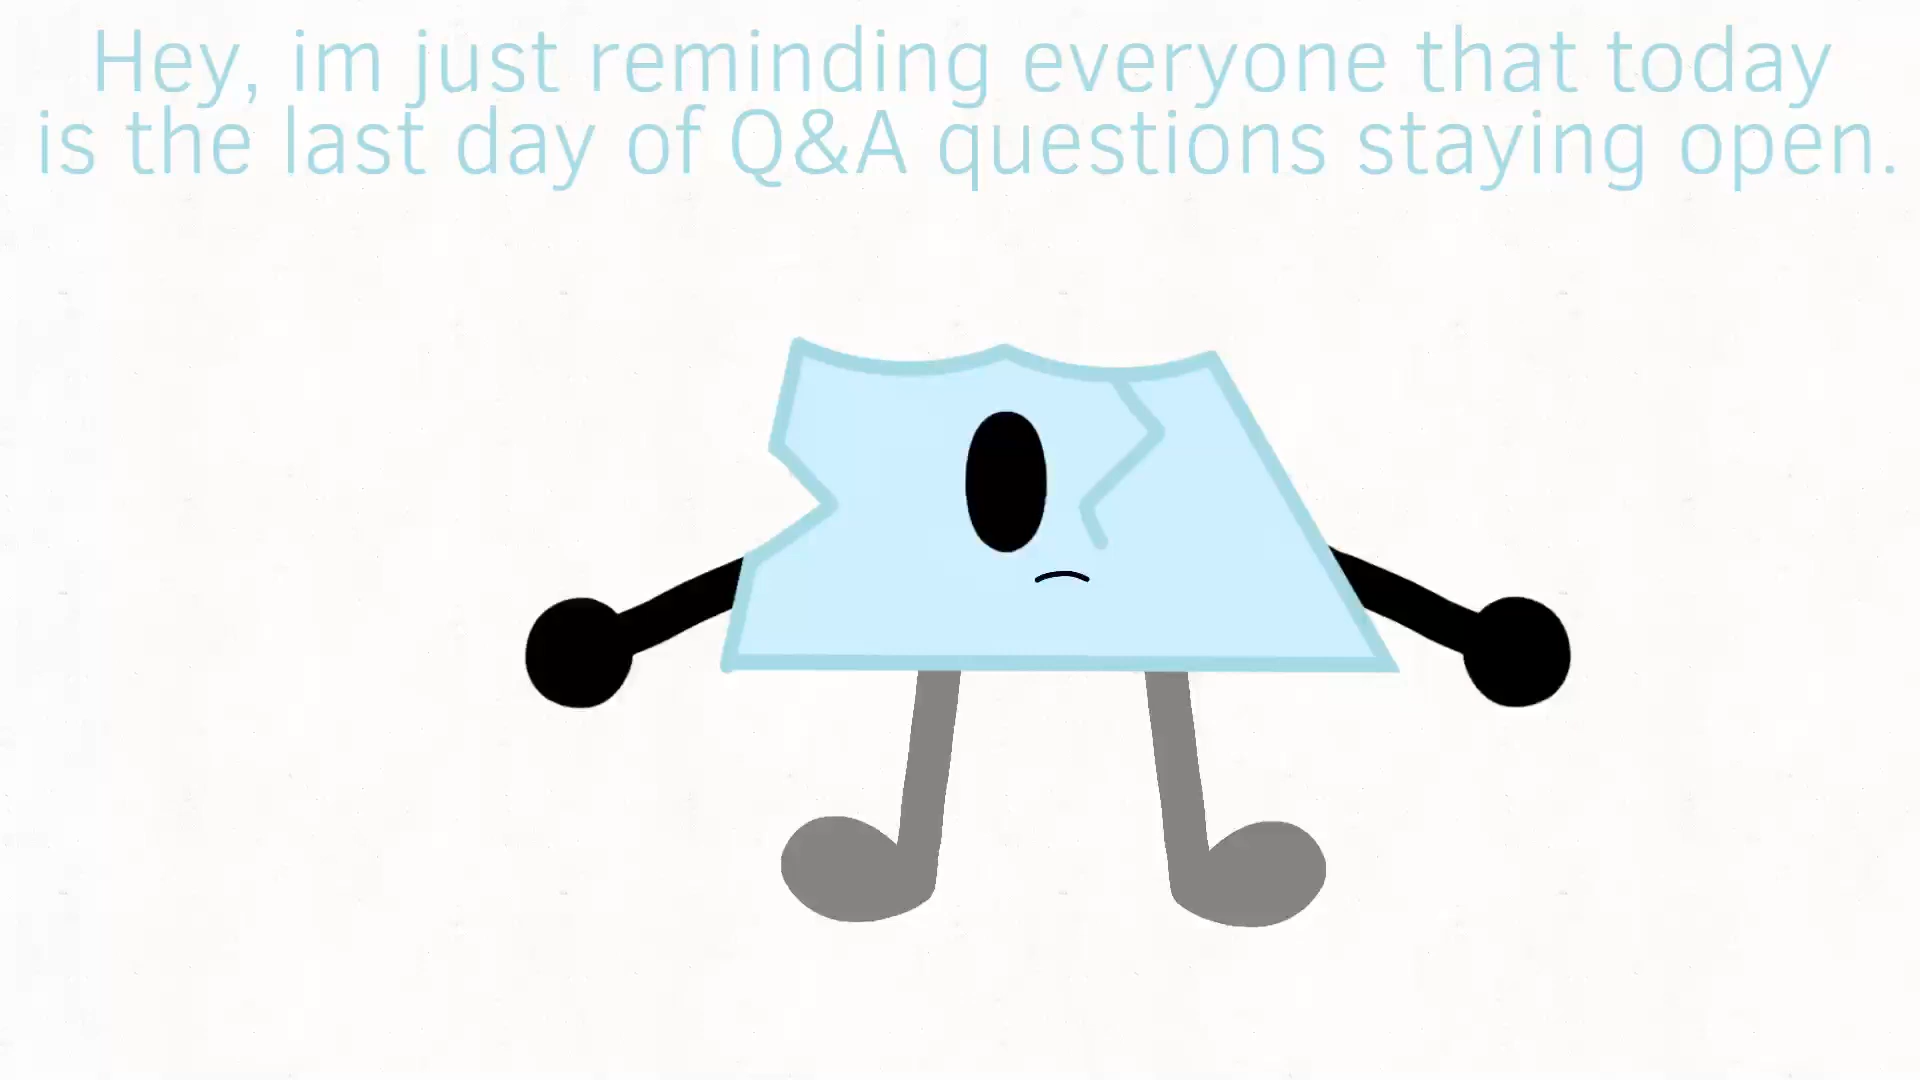 Hey, im just reminding everyone that today
is the last day of Q&A questions staying open.